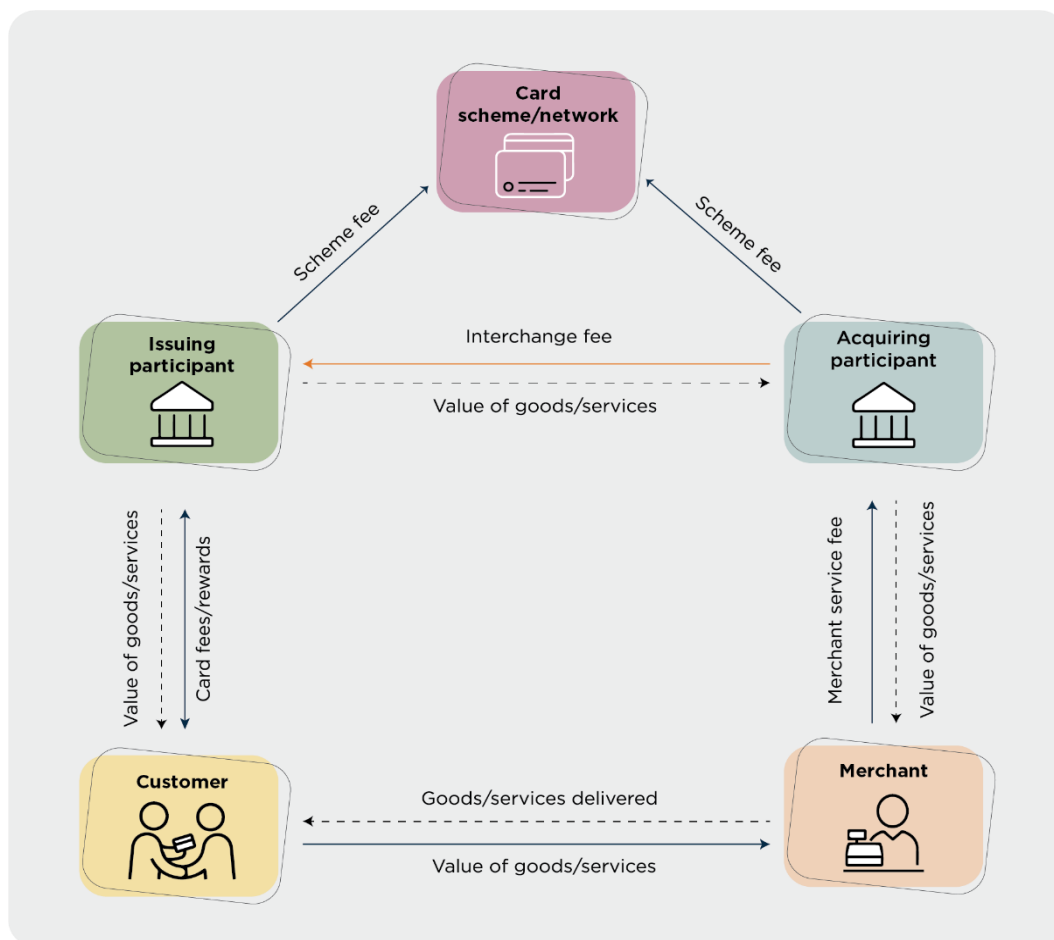 Card
scheme/network
Scheme fee
Scheme fee
Issuing
participant
Interchange fee
Value of goods/services
Acquiring
participant
Value of goods/services
Card fees/rewards
Merchant service fee
Value of goods/services
Customer
Goods/services delivered
Value of goods/services
Merchant